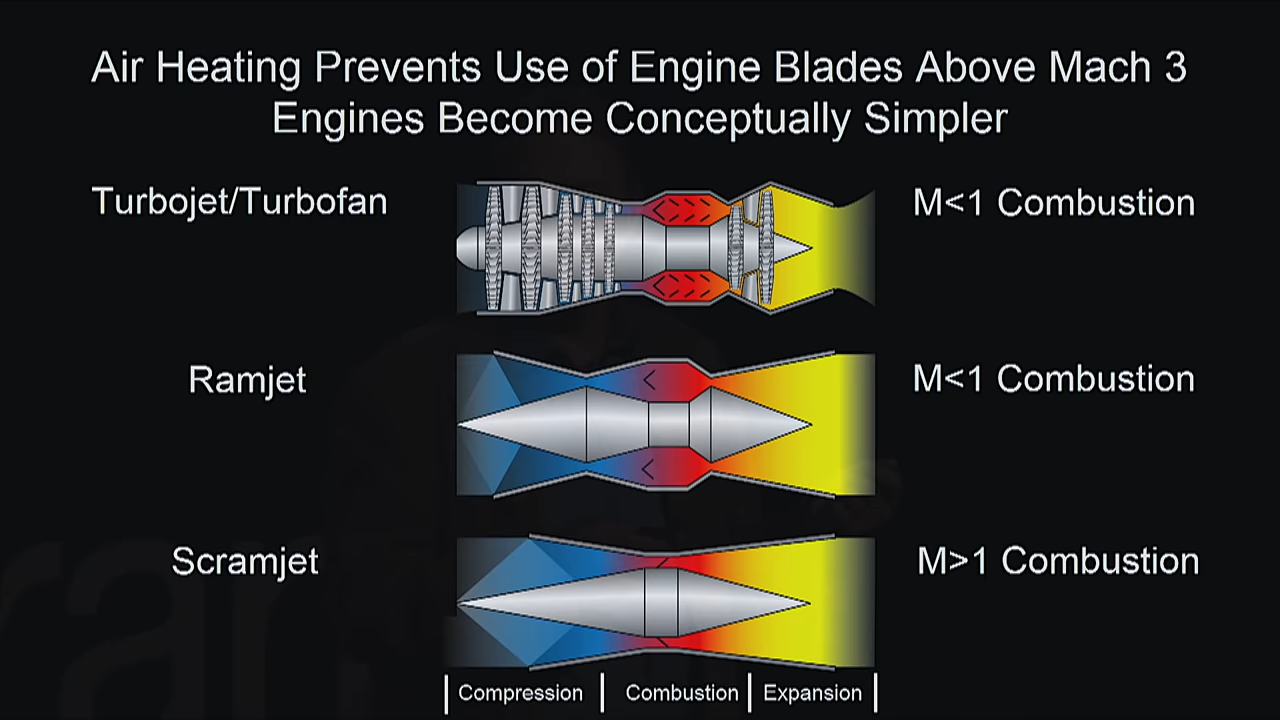 Air Heating Prevents Use of Engine Blades Above Mach 3
Engines Become Conceptually Simpler
Turbojet/Turbofan
M<1 Combustion
Ramjet
M<1 Combustion
Scramjet
M>1 Combustion
Compression
Combustion
Expansion